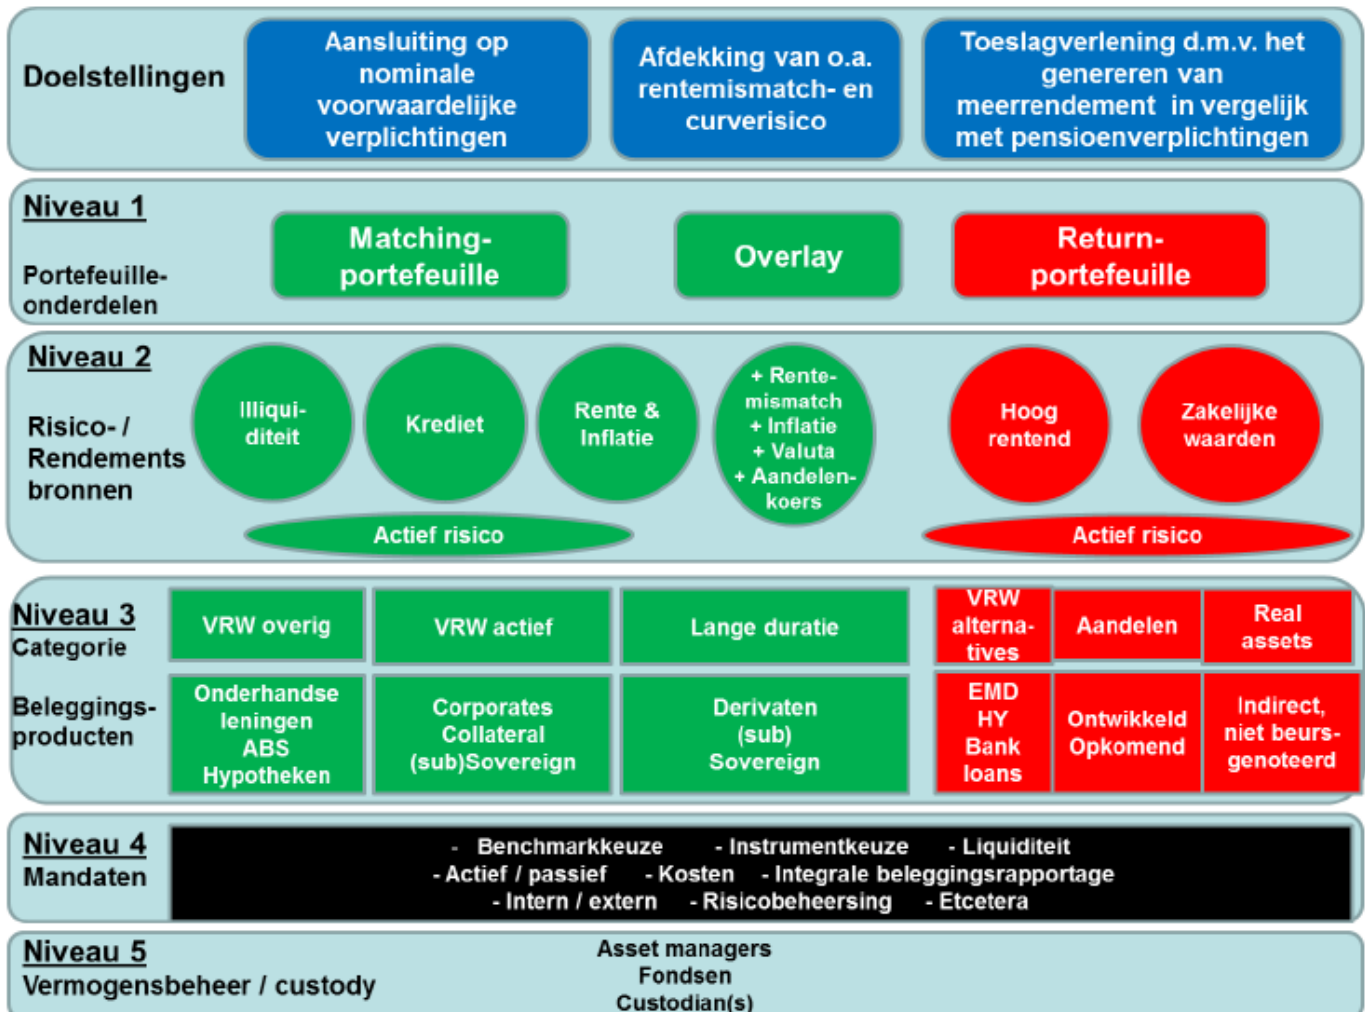 Doelstellingen
Aansluiting op
nominale
voorwaardelijke
verplichtingen
Afdekking van o.a.
rentemismatch- en
curverisico
Toeslagverlening d.m.v. het
genereren van
meerrendement in vergelijk
met pensioenverplichtingen
Niveau 1
Portefeuille-
onderdelen
Matching-
portefeuille
Overlay
Return-
portefeuille
Niveau 2
Risico- /
Rendements
bronnen
Illiqui-
diteit
Krediet
Rente &
Inflatie
+ Rente-
mismatch
+ Inflatie
+ Valuta
+ Aandelen-
koers
Hoog
rentend
Zakelijke
waarden
Actief risico
Actief risico
Niveau 3
Categorie
VRW overig
VRW actief
Lange duratie
VRW
alterna-
tives
Aandelen
Real
assets
Beleggings-
producten
Onderhandse
leningen
ABS
Hypotheken
Corporates
Collateral
(sub)Sovereign
Derivaten
(sub)
Sovereign
EMD
HY
Bank
loans
Ontwikkeld
Opkomend
Indirect,
niet beurs-
genoteerd
Niveau 4
Mandaten
- Benchmarkkeuze - Instrumentkeuze - Liquiditeit
- Actief / passief - Kosten - Integrale beleggingsrapportage
- Intern / extern - Risicobeheersing - Etcetera
Niveau 5
Vermogensbeheer / custody
Asset managers
Fondsen
Custodian(s)